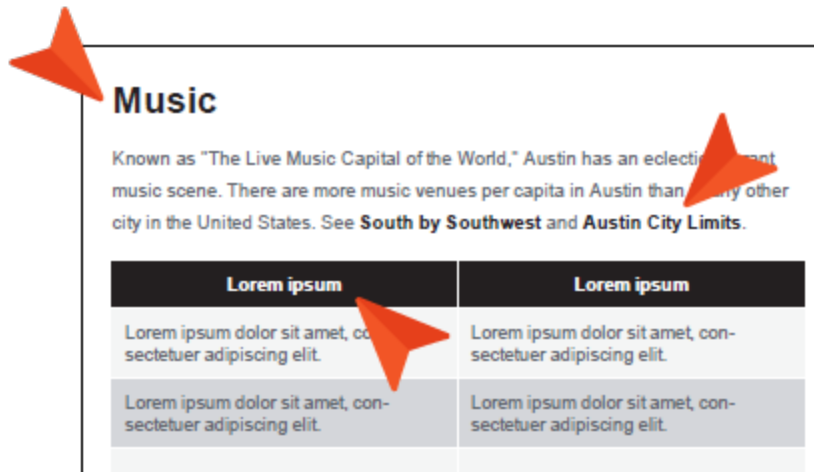 Music
Known as "The Live Music Capital of the World," Austin has an
music scene. There are more music venues per capita in Austin than other
city in the United States. See South by Southwest and Austin City Limits.
Lorem ipsum Lorem ipsum
Lorem ipsum dolor sit amet, Lorem ipsum dolor sit amet, con-
sectetuer adipiscing elit. sectetuer adipiscing elit.
Lorem ipsum dolor sit amet, con- Lorem ipsum dolor sit amet, con-
sectetuer adipiscing elit. sectetuer adipiscing elit.